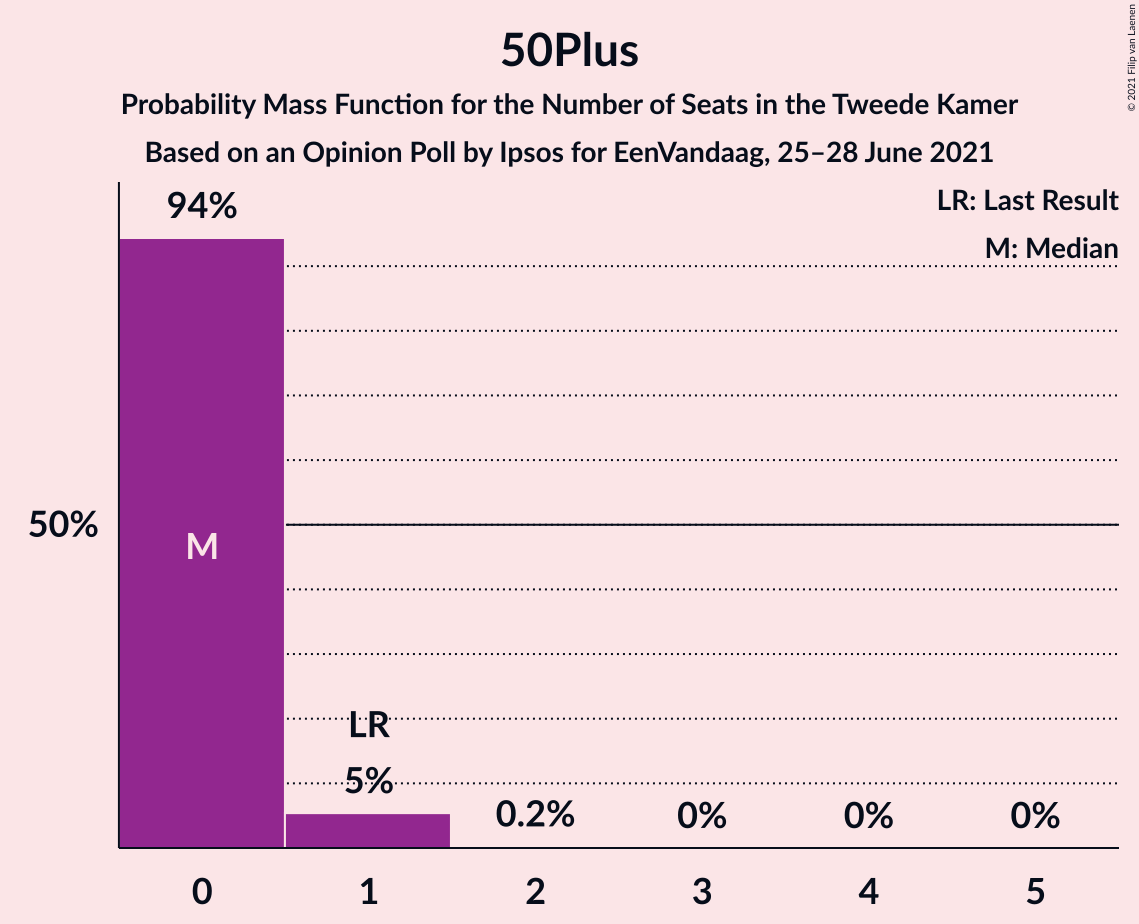 50Plus
Probability Mass Function for the Number of Seats in the Tweede Kamer
Based on an Opinion Poll by Ipsos for EenVandaag, 25–28 June 2021
© 2021 Filip van Laenen
LR: Last Result
M: Median
94%
50%
M
LR
5%
0.2%
0%
0%
0%
0
1
2
3
4
5